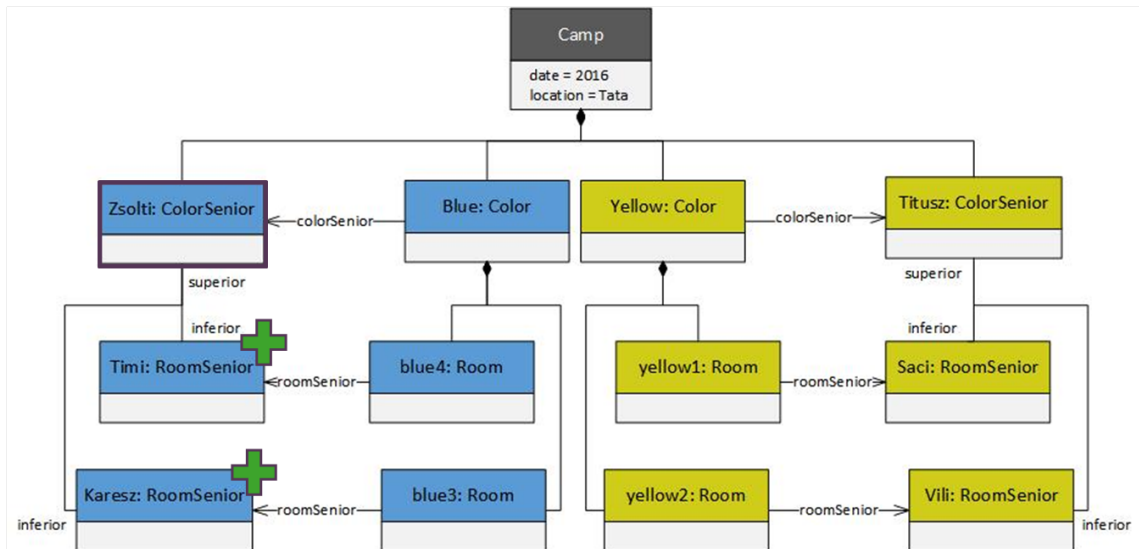 Camp
date = 2016
location = Tata
Zsolti: ColorSenior
colorSenior
Blue: Color
Yellow: Color
colorSenior
Titusz: ColorSenior
superior
superior
inferior
inferior
Timi: RoomSenior
roomSenior
blue4: Room
yellow1: Room
roomSenior
Saci: RoomSenior
Karesz: RoomSenior
roomSenior
blue3: Room
yellow2: Room
roomSenior
Vili: RoomSenior
inferior
inferior